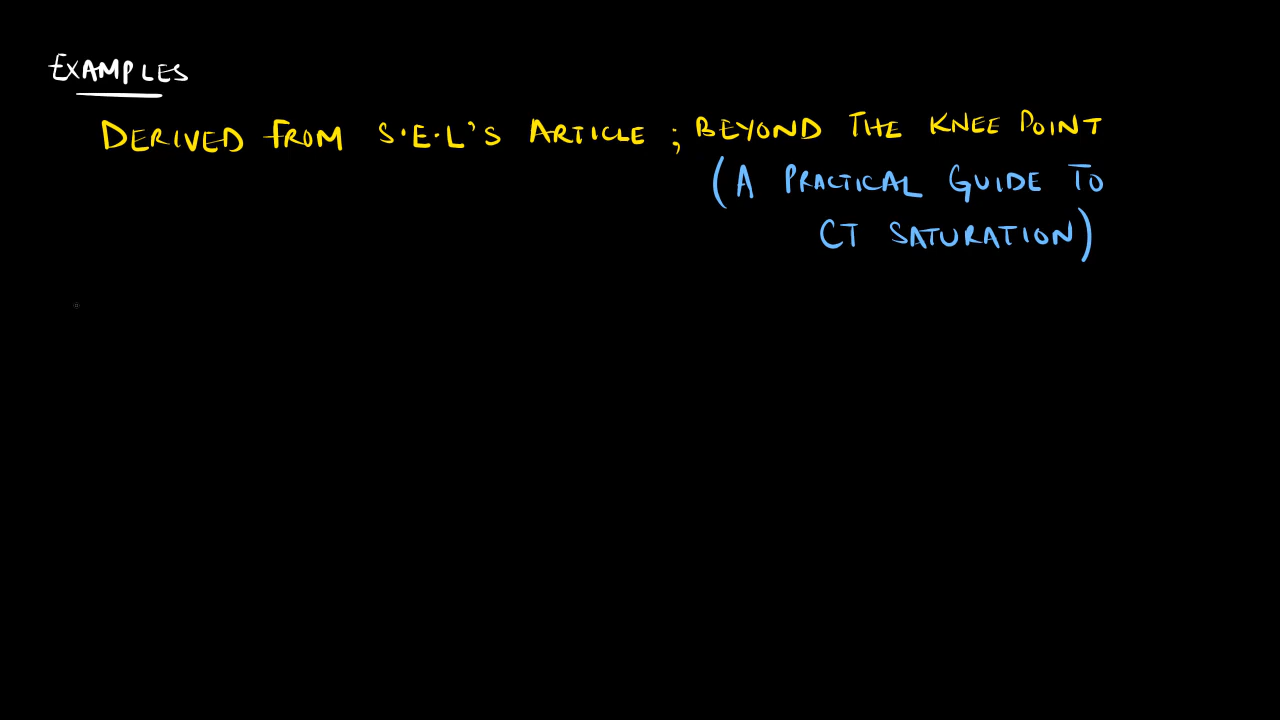 EXAMPLES
DERIVED FROM S.E.L'S ARTICLE ; BEYOND THE KNEE POINT
(A PRACTICAL GUIDE TO
CT SATURATION)